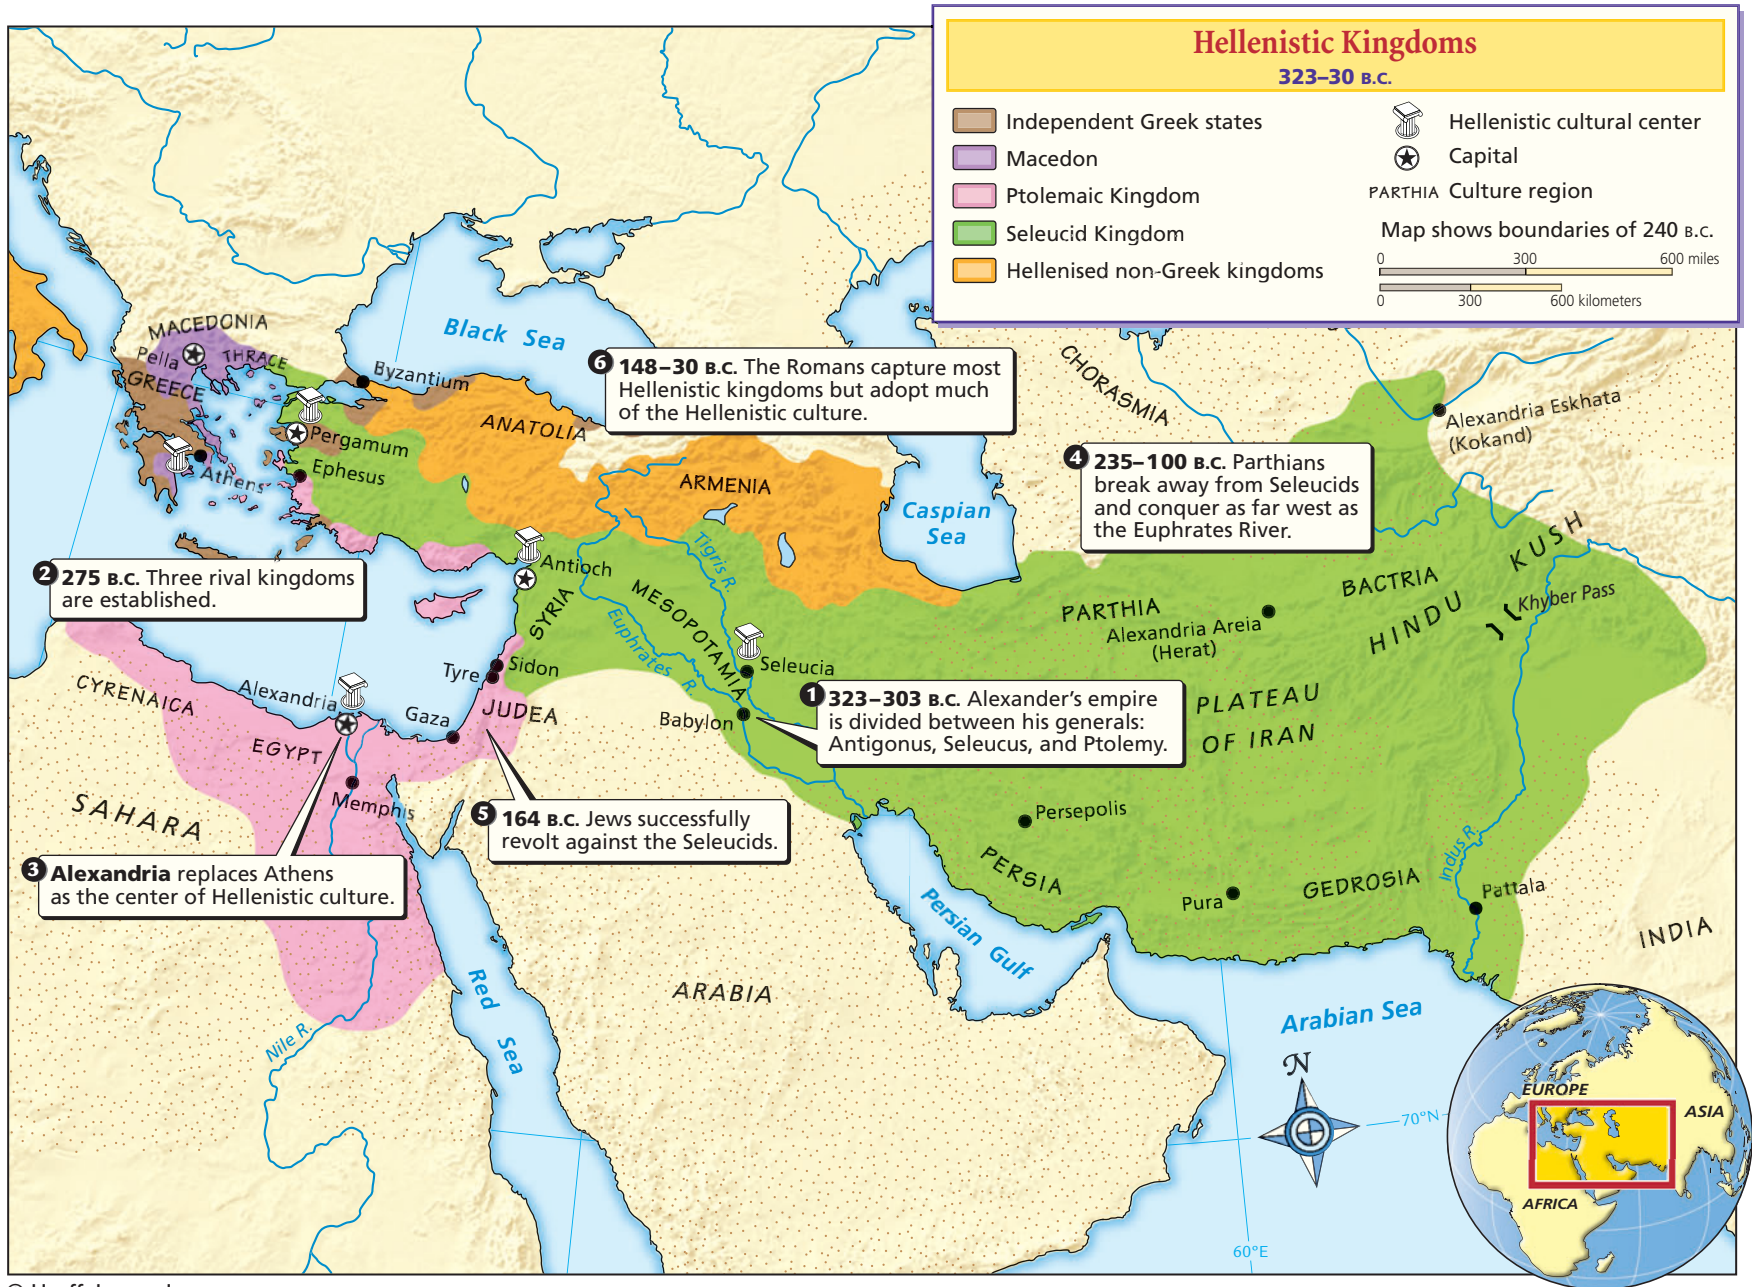 Hellenistic Kingdoms
323–30 B.C.
Independent Greek states
Macedon
Ptolemaic Kingdom
Seleucid Kingdom
Hellenised non-Greek kingdoms
Hellenistic cultural center
Capital
PARTHIA Culture region
Map shows boundaries of 240 B.C.
0 300 600 miles
0 300 600 kilometers
Black Sea
MACEDONIA
Pella
THRACE
GREECE
Byzantium
6 148–30 B.C. The Romans capture most
Hellenistic kingdoms but adopt much
of the Hellenistic culture.
CHORASMIA
Alexandria Eskhata
(Kokand)
ANATOLIA
Pergamum
Ephesus
Athens
ARMENIA
Caspian
Sea
4 235–100 B.C. Parthians
break away from Seleucids
and conquer as far west as
the Euphrates River.
2 275 B.C. Three rival kingdoms
are established.
Antioch
SYRIA
Tigris R.
MESOPOTAMIA
Euphrates R.
PARTHIA
Alexandria Areia
(Herat)
BACTRIA
HINDU KUSH
Khyber Pass
Tyre
Sidon
Seleucia
CYRENAICA
Alexandria
Gaza
JUDEA
Babylon
1 323–303 B.C. Alexander's empire
is divided between his generals:
Antigonus, Seleucus, and Ptolemy.
PLATEAU
OF IRAN
EGYPT
Memphis
SAHARA
5 164 B.C. Jews successfully
revolt against the Seleucids.
Persepolis
PERSIA
3 Alexandria replaces Athens
as the center of Hellenistic culture.
Pura
GEDROSIA
Indus R.
Pattala
INDIA
Persian Gulf
Red Sea
ARABIA
Arabian Sea
Nile R.
N
70°N
60°E
EUROPE
ASIA
AFRICA